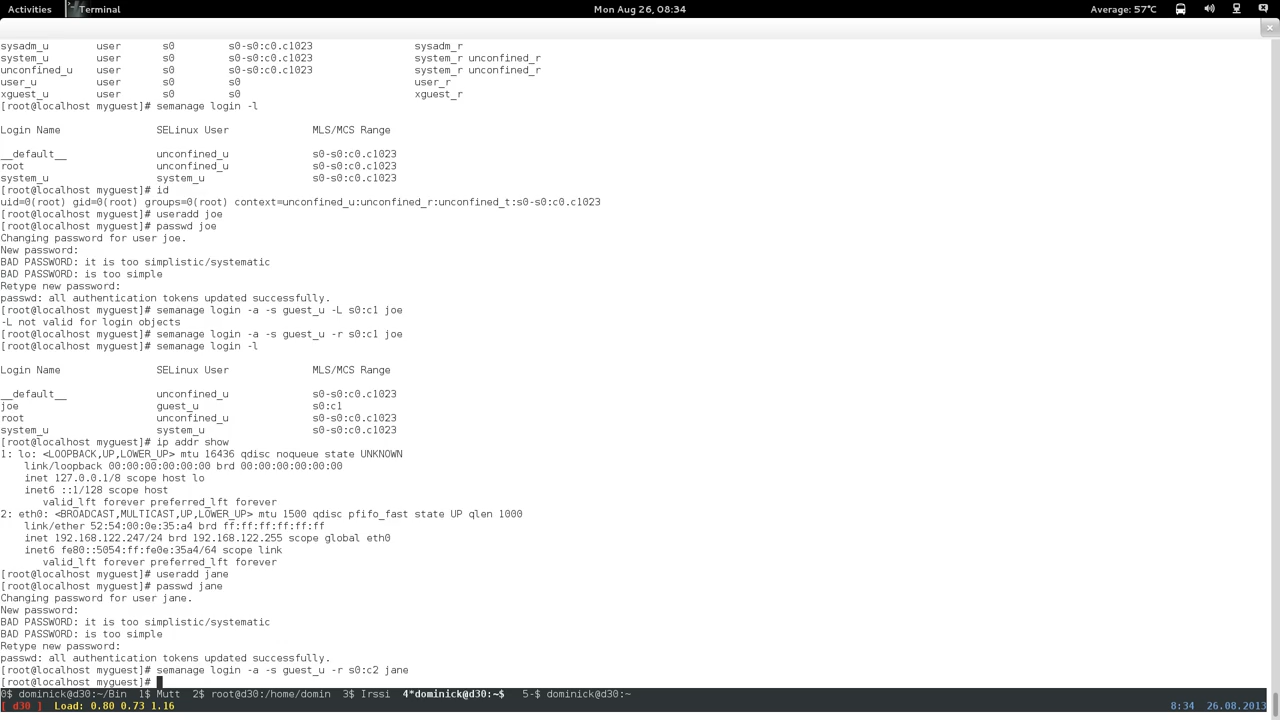 Activities Terminal Mon Aug 26, 08:34 Average: 57°C
sysadm_u user s0 s0-s0:c0.c1023 sysadm_r
system_u user s0 s0-s0:c0.c1023 system_r unconfined_r
unconfined_u user s0 s0-s0:c0.c1023 system_r unconfined_r
user_u user s0 s0 user_r
xguest_u user s0 s0 xguest_r
[root@localhost myguest]# semanage login -l
Login Name SELinux User MLS/MCS Range
__default__ unconfined_u s0-s0:c0.c1023
root unconfined_u s0-s0:c0.c1023
system_u system_u s0-s0:c0.c1023
[root@localhost myguest]# id
uid=0(root) gid=0(root) groups=0(root) context=unconfined_u:unconfined_r:unconfined_t:s0-s0:c0.c1023
[root@localhost myguest]# useradd joe
[root@localhost myguest]# passwd joe
Changing password for user joe.
New password:
BAD PASSWORD: it is too simplistic/systematic
BAD PASSWORD: is too simple
Retype new password:
passwd: all authentication tokens updated successfully.
[root@localhost myguest]# semanage login -a -s guest_u -L s0:c1 joe
-L not valid for login objects
[root@localhost myguest]# semanage login -a -s guest_u -r s0:c1 joe
[root@localhost myguest]# semanage login -l
Login Name SELinux User MLS/MCS Range
__default__ unconfined_u s0-s0:c0.c1023
joe guest_u s0:c1
root unconfined_u s0-s0:c0.c1023
system_u system_u s0-s0:c0.c1023
[root@localhost myguest]# ip addr show
1: lo: <LOOPBACK,UP,LOWER_UP> mtu 16436 qdisc noqueue state UNKNOWN
link/loopback 00:00:00:00:00:00 brd 00:00:00:00:00:00
inet 127.0.0.1/8 scope host lo
inet6 ::1/128 scope host
valid_lft forever preferred_lft forever
2: eth0: <BROADCAST,MULTICAST,UP,LOWER_UP> mtu 1500 qdisc pfifo_fast state UP qlen 1000
link/ether 52:54:00:0e:35:a4 brd ff:ff:ff:ff:ff:ff
inet 192.168.122.247/24 brd 192.168.122.255 scope global eth0
inet6 fe80::5054:ff:fe0e:35a4/64 scope link
valid_lft forever preferred_lft forever
[root@localhost myguest]# useradd jane
[root@localhost myguest]# passwd jane
Changing password for user jane.
New password:
BAD PASSWORD: it is too simplistic/systematic
BAD PASSWORD: is too simple
Retype new password:
passwd: all authentication tokens updated successfully.
[root@localhost myguest]# semanage login -a -s guest_u -r s0:c2 jane
[root@localhost myguest]#
0$ dominick@d30:~/Bin 1$ Mutt 2$ root@d30:/home/domin 3$ Irssi 4*dominick@d30:~$ 5-$ dominick@d30:~
[ d30 ] Load: 0.80 0.73 1.16 8:34 26.08.2013